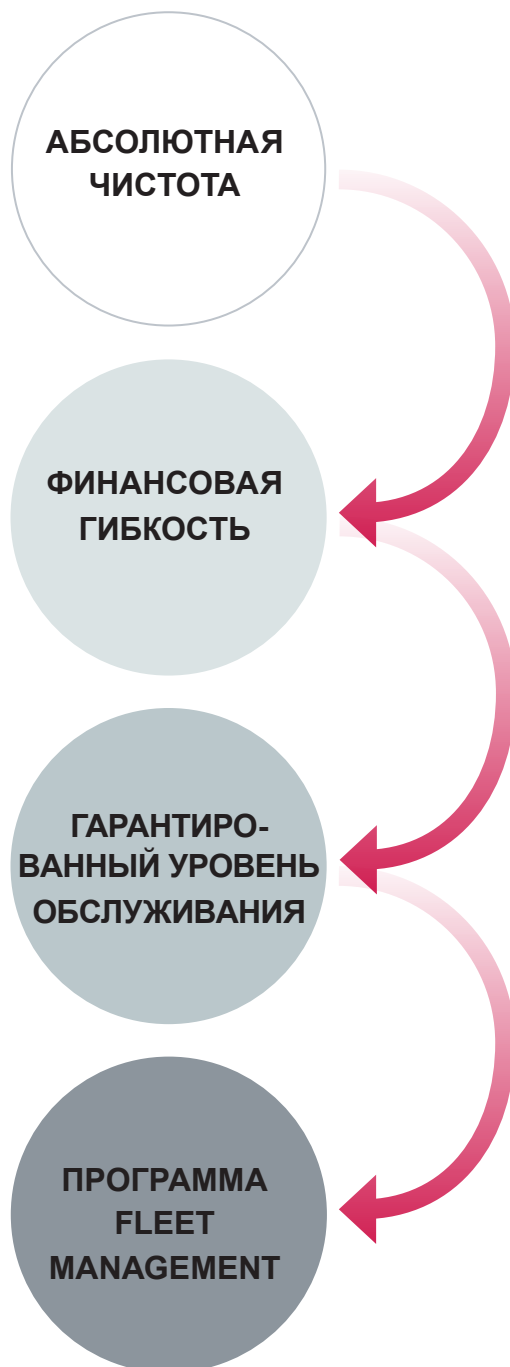 АБСОЛЮТНАЯ
ЧИСТОТА
ФИНАНСОВАЯ
ГИБКОСТЬ
ГАРАНТИРО-
ВАННЫЙ УРОВЕНЬ
ОБСЛУЖИВАНИЯ
ПРОГРАММА
FLEET
MANAGEMENT